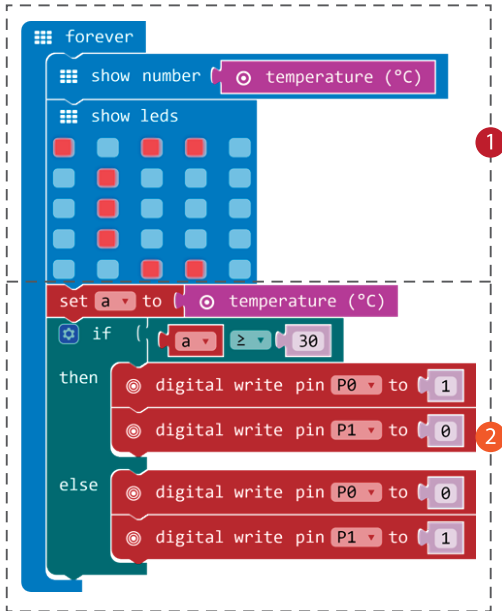 forever
show number temperature (°C)
show leds
1
set a to temperature (°C)
if a ≥ 30
then digital write pin P0 to 1
digital write pin P1 to 0
2
else digital write pin P0 to 0
digital write pin P1 to 1